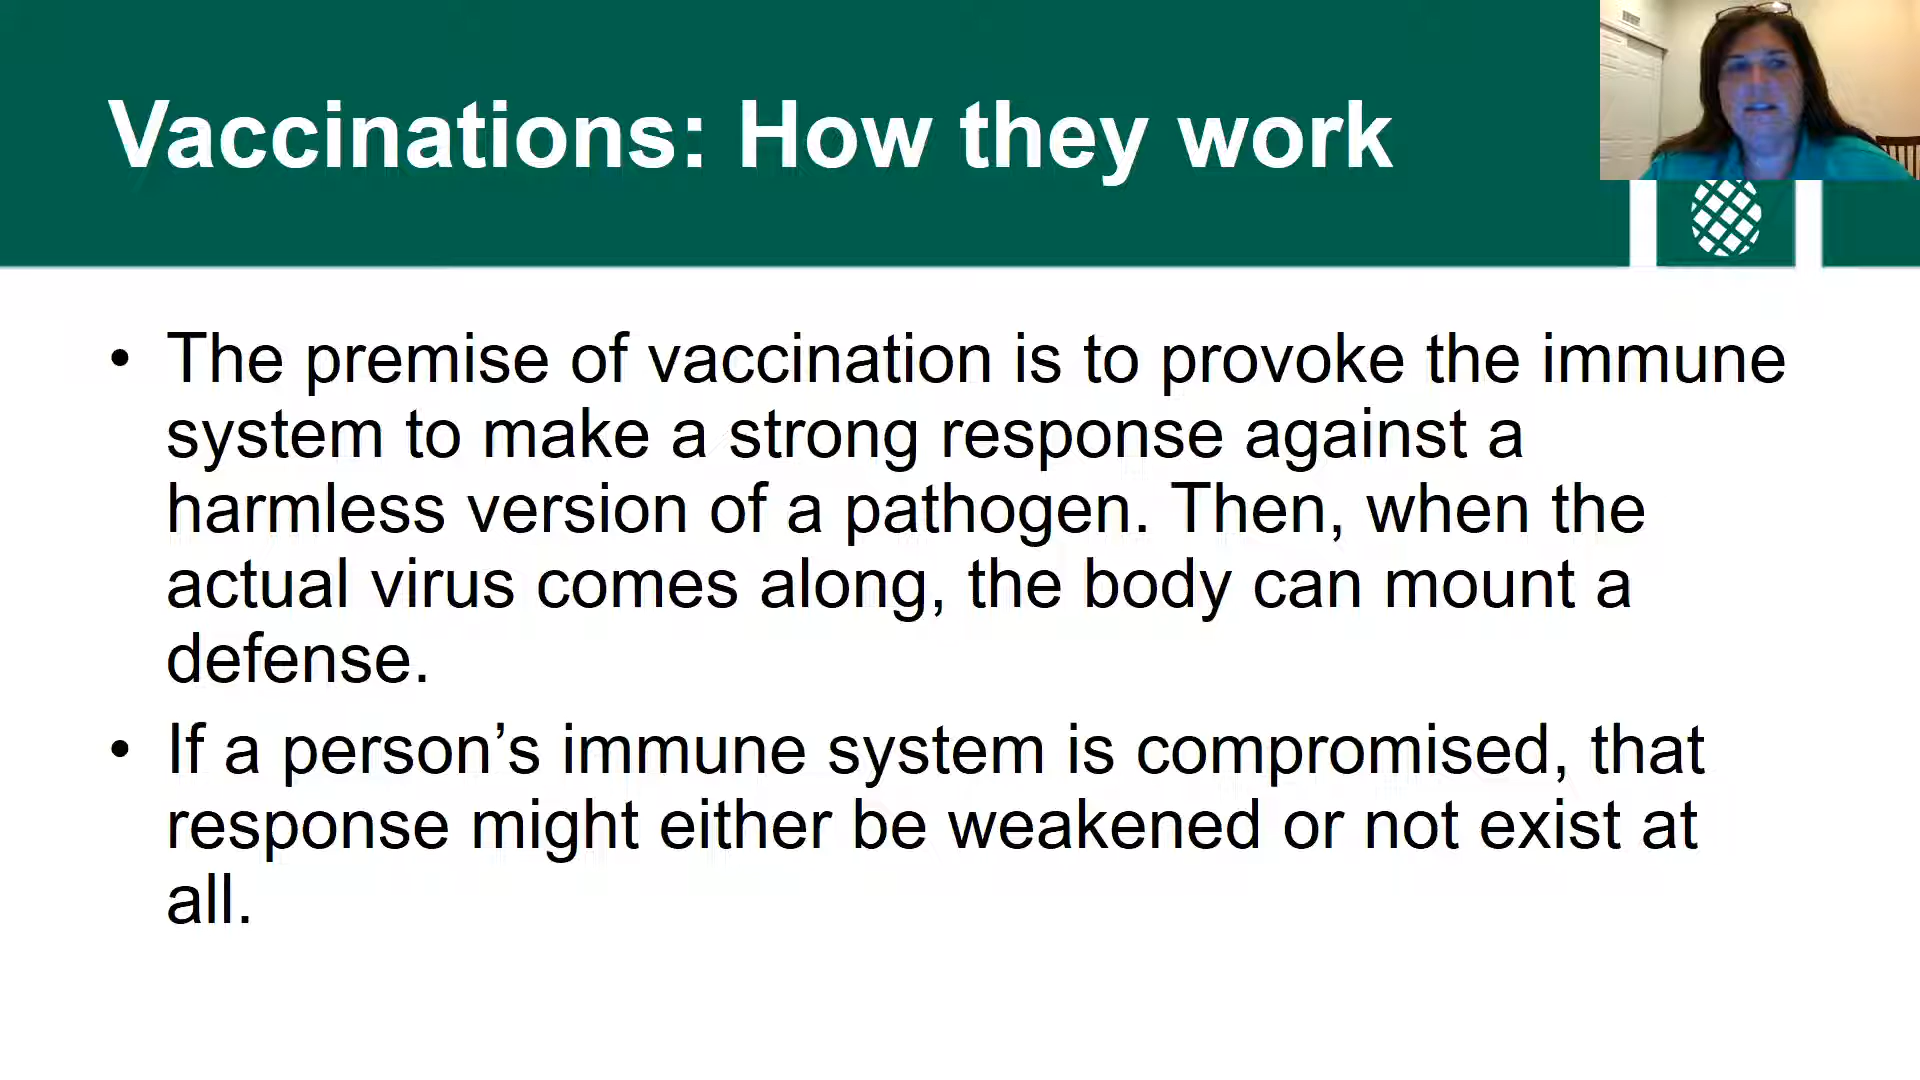 Vaccinations: How they work
• The premise of vaccination is to provoke the immune
system to make a strong response against a
harmless version of a pathogen. Then, when the
actual virus comes along, the body can mount a
defense.
• If a person’s immune system is compromised, that
response might either be weakened or not exist at
all.